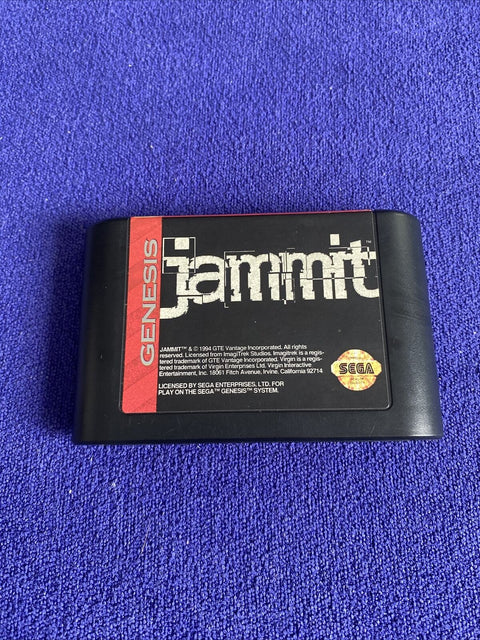 GENESIS
jammit™
JAMMIT™ & © 1994 GTE Vantage Incorporated. All rights
reserved. Licensed from ImagiTrek Studios. Imagitrek is a regis-
tered trademark of GTE Vantage Incorporated. Virgin is a regis-
tered trademark of Virgin Enterprises Ltd. Virgin Interactive
Entertainment, Inc. 18061 Fitch Avenue, Irvine, California 92714
LICENSED BY SEGA ENTERPRISES, LTD. FOR
PLAY ON THE SEGA™ GENESIS™ SYSTEM.
SEGA